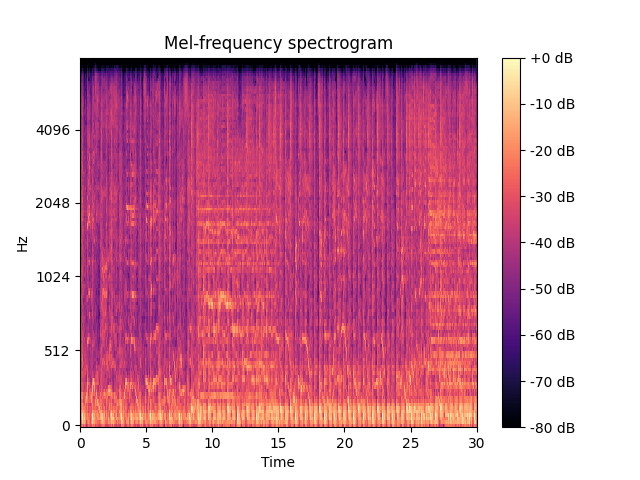 Mel-frequency spectrogram
+0 dB
-10 dB
-20 dB
-30 dB
-40 dB
-50 dB
-60 dB
-70 dB
-80 dB
4096
2048
1024
512
0
Hz
0 5 10 15 20 25 30
Time